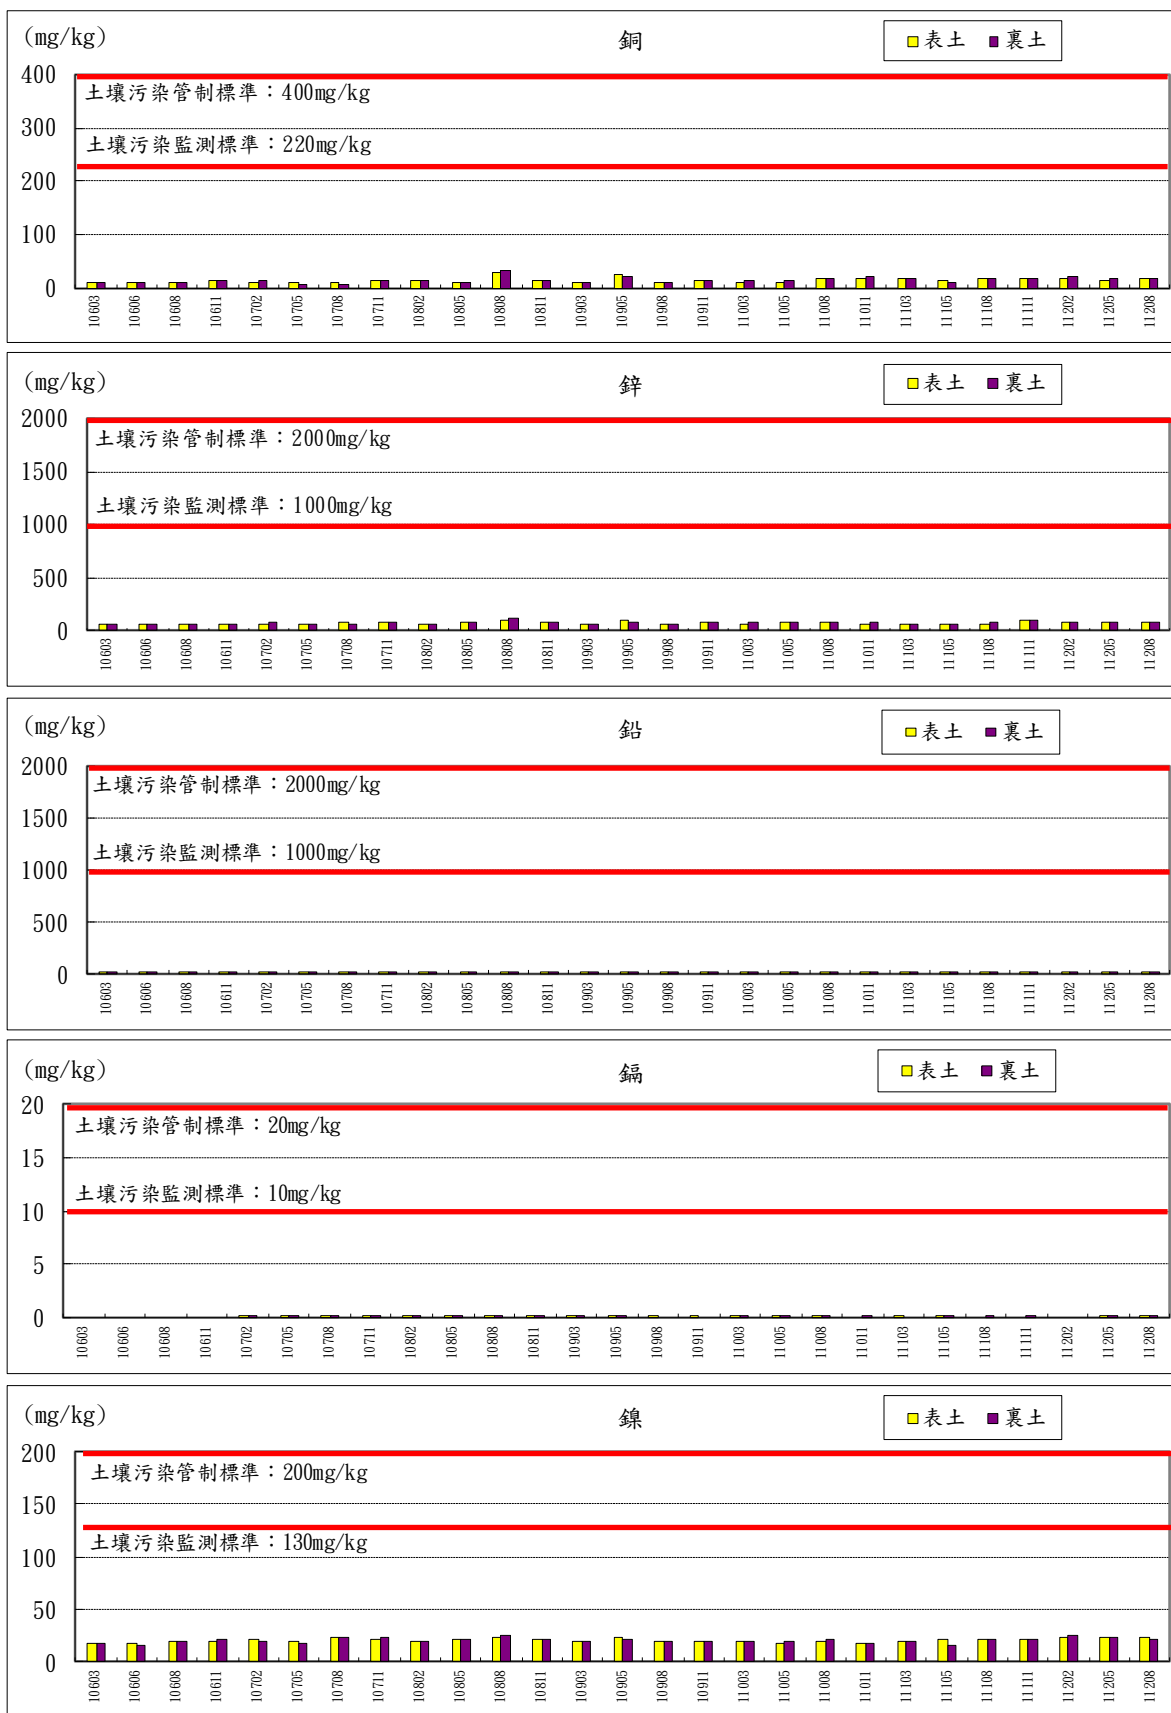 (mg/kg)
銅
表土 裏土
400
土壤污染管制標準：400mg/kg
300
土壤污染監測標準：220mg/kg
200
100
0
10603 10606 10608 10611 10702 10705 10708 10711 10802 10805 10808 10811 10903 10905 10908 10911 11003 11005 11008 11011 11103 11105 11108 11111 11202 11205 11208
(mg/kg)
鋅
表土 裏土
2000
土壤污染管制標準：2000mg/kg
1500
土壤污染監測標準：1000mg/kg
1000
500
0
10603 10606 10608 10611 10702 10705 10708 10711 10802 10805 10808 10811 10903 10905 10908 10911 11003 11005 11008 11011 11103 11105 11108 11111 11202 11205 11208
(mg/kg)
鉛
表土 裏土
2000
土壤污染管制標準：2000mg/kg
1500
土壤污染監測標準：1000mg/kg
1000
500
0
10603 10606 10608 10611 10702 10705 10708 10711 10802 10805 10808 10811 10903 10905 10908 10911 11003 11005 11008 11011 11103 11105 11108 11111 11202 11205 11208
(mg/kg)
鎘
表土 裏土
20
土壤污染管制標準：20mg/kg
15
土壤污染監測標準：10mg/kg
10
5
0
10603 10606 10608 10611 10702 10705 10708 10711 10802 10805 10808 10811 10903 10905 10908 10911 11003 11005 11008 11011 11103 11105 11108 11111 11202 11205 11208
(mg/kg)
鎳
表土 裏土
200
土壤污染管制標準：200mg/kg
150
土壤污染監測標準：130mg/kg
100
50
0
10603 10606 10608 10611 10702 10705 10708 10711 10802 10805 10808 10811 10903 10905 10908 10911 11003 11005 11008 11011 11103 11105 11108 11111 11202 11205 11208